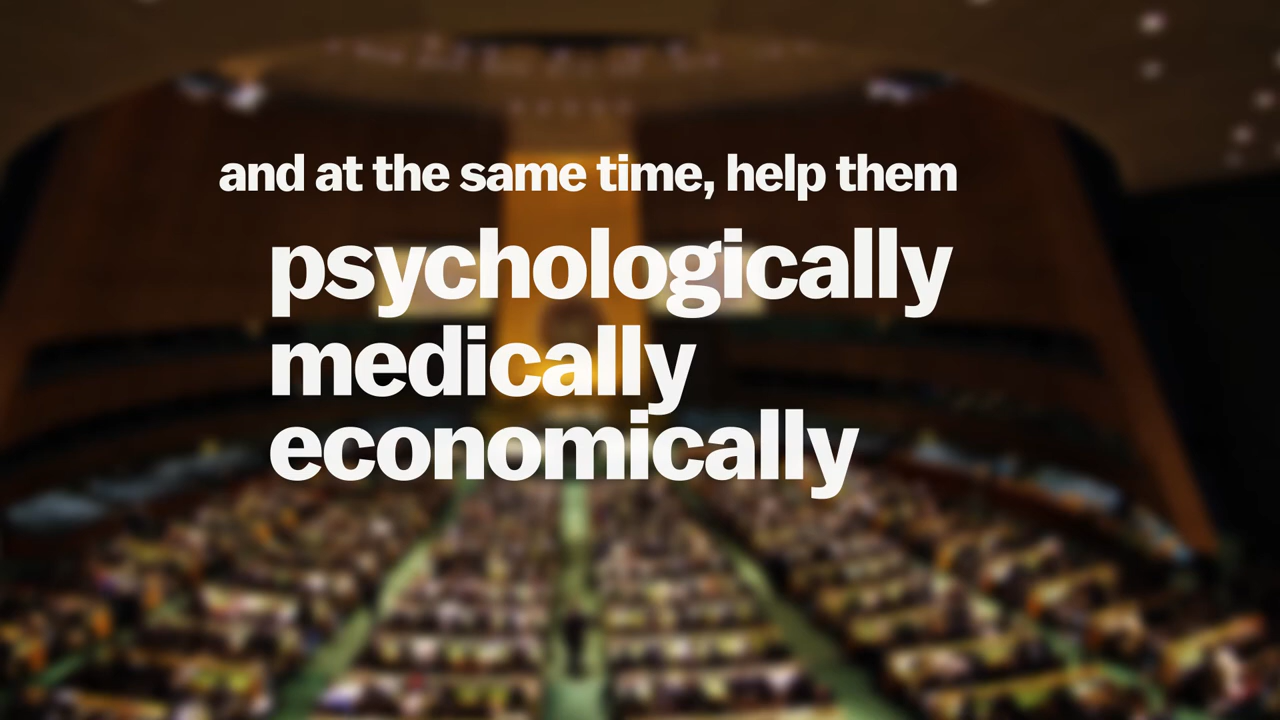 and at the same time, help them
psychologically
medically
economically